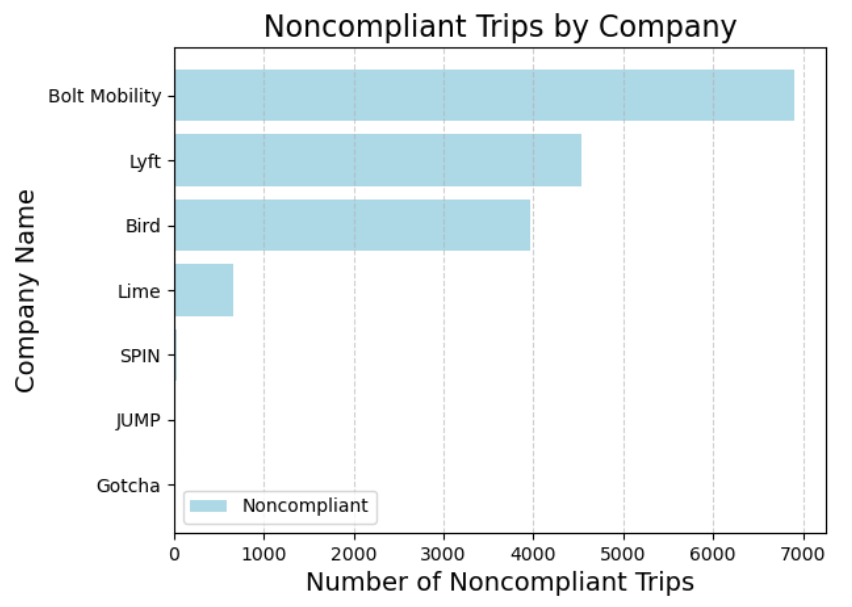 Noncompliant Trips by Company
Company Name
Bolt Mobility
Lyft
Bird
Lime
SPIN
JUMP
Gotcha
Noncompliant
0 1000 2000 3000 4000 5000 6000 7000
Number of Noncompliant Trips